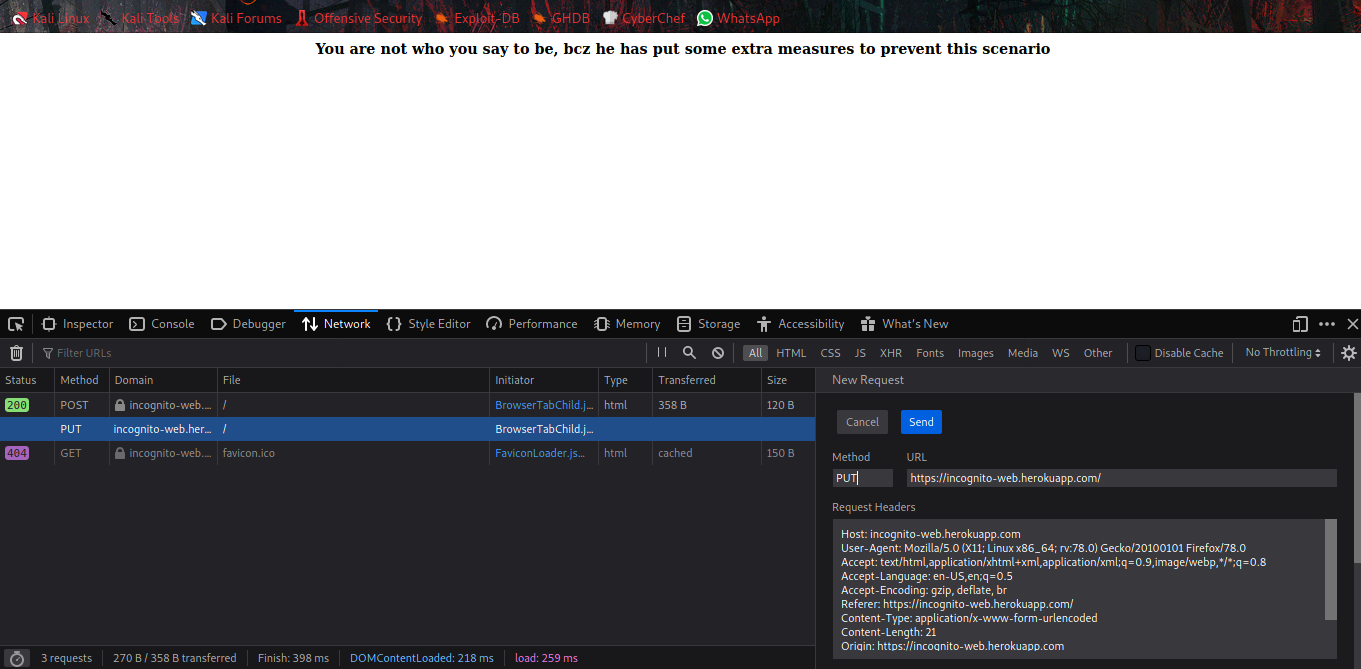 Kali Linux Kali Tools Kali Forums Offensive Security Exploit-DB GHDB CyberChef WhatsApp
You are not who you say to be, bcz he has put some extra measures to prevent this scenario
Inspector Console Debugger Network Style Editor Performance Memory Storage Accessibility What's New
Filter URLs All HTML CSS JS XHR Fonts Images Media WS Other Disable Cache No Throttling
Status Method Domain File Initiator Type Transferred Size
200 POST incognito-web.... / BrowserTabChild.j... html 358 B 120 B
PUT incognito-web.her... / BrowserTabChild.j...
404 GET incognito-web.... favicon.ico FaviconLoader.js... html cached 150 B
3 requests 270 B / 358 B transferred Finish: 398 ms DOMContentLoaded: 218 ms load: 259 ms
New Request
Cancel Send
Method URL
PUT https://incognito-web.herokuapp.com/
Request Headers
Host: incognito-web.herokuapp.com
User-Agent: Mozilla/5.0 (X11; Linux x86_64; rv:78.0) Gecko/20100101 Firefox/78.0
Accept: text/html,application/xhtml+xml,application/xml;q=0.9,image/webp,*/*;q=0.8
Accept-Language: en-US,en;q=0.5
Accept-Encoding: gzip, deflate, br
Referer: https://incognito-web.herokuapp.com/
Content-Type: application/x-www-form-urlencoded
Content-Length: 21
Origin: https://incognito-web.herokuapp.com